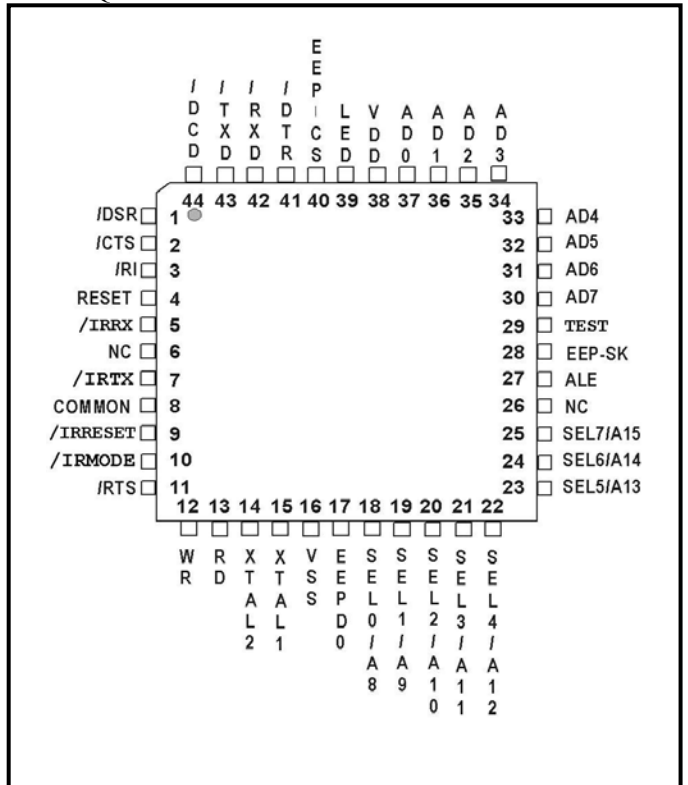 /DCD /TXD /RXD /DTR EEP-CS LED VDD AD0 AD1 AD2 AD3
44 43 42 41 40 39 38 37 36 35 34
/DSR 1 33 AD4
/CTS 2 32 AD5
/RI 3 31 AD6
RESET 4 30 AD7
/IRRX 5 29 TEST
NC 6 28 EEP-SK
/IRTX 7 27 ALE
COMMON 8 26 NC
/IRRESET 9 25 SEL7/A15
/IRMODE 10 24 SEL6/A14
/RTS 11 23 SEL5/A13
12 13 14 15 16 17 18 19 20 21 22
WR RD XTAL2 XTAL1 VSS EEPD0 SEL0/A8 SEL1/A9 SEL2/A10 SEL3/A11 SEL4/A12